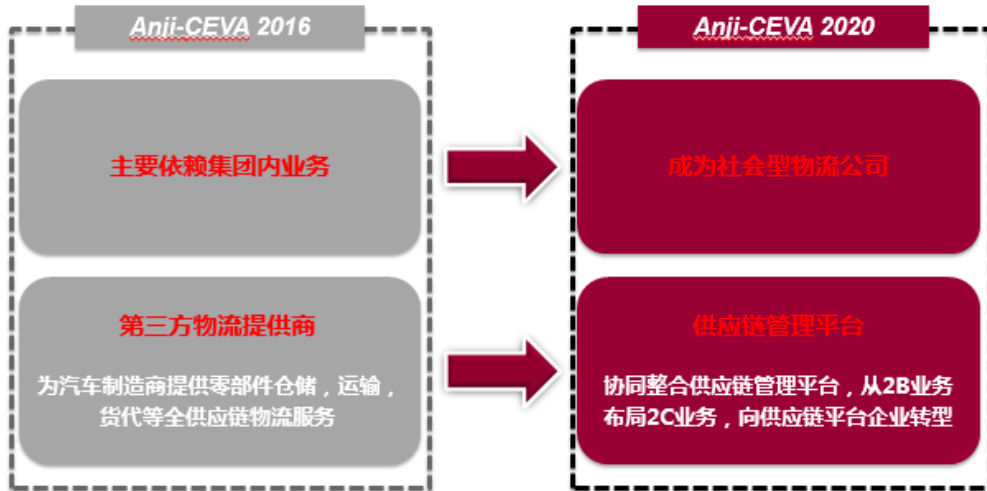 Anji-CEVA 2016
Anji-CEVA 2020
主要依赖集团内业务
成为社会型物流公司
第三方物流提供商
为汽车制造商提供零部件仓储，运输，
货代等全供应链物流服务
供应链管理平台
协同整合供应链管理平台，从2B业务
布局2C业务，向供应链平台企业转型